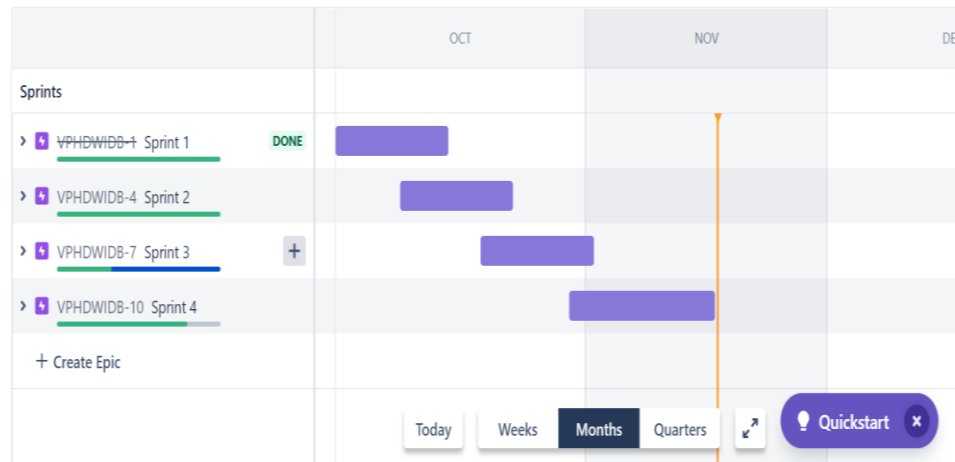 OCT NOV DE
Sprints
VPHDWIDB-1 Sprint 1 DONE
VPHDWIDB-4 Sprint 2
VPHDWIDB-7 Sprint 3 +
VPHDWIDB-10 Sprint 4
+ Create Epic
Today Weeks Months Quarters Quickstart x